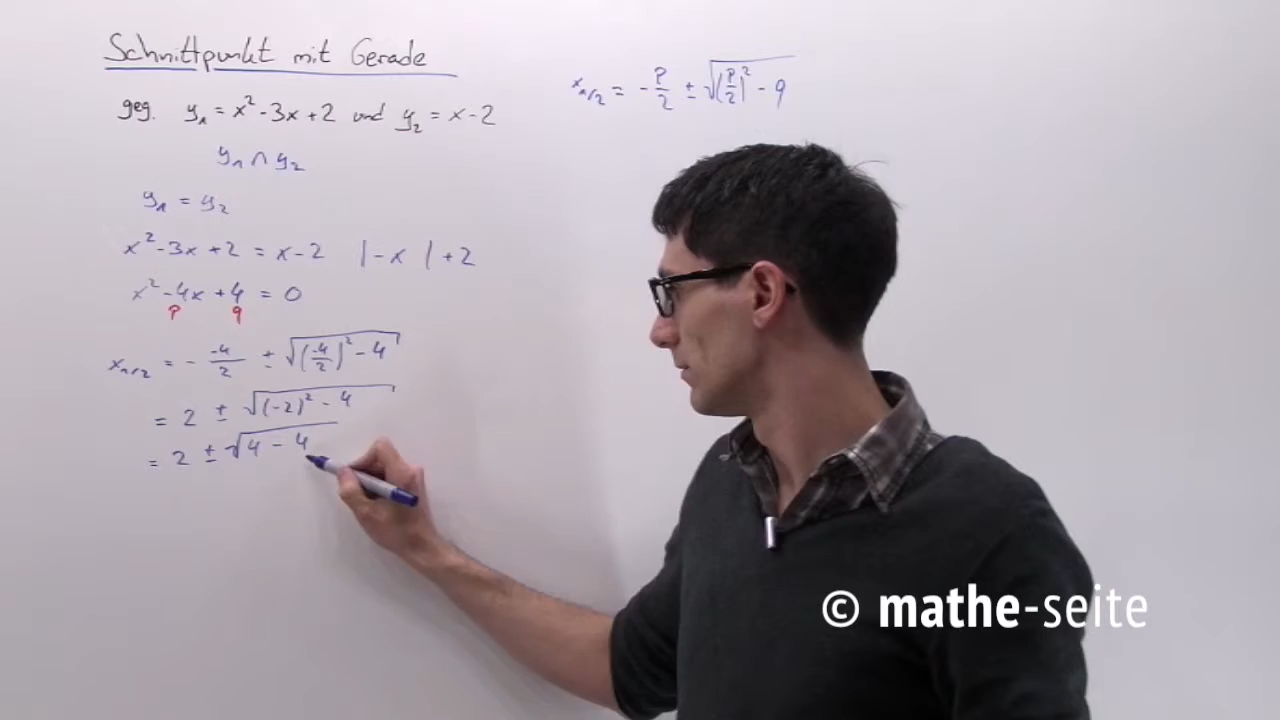 Schnittpunkt mit Gerade
geg. y₁ = x² - 3x + 2 und y₂ = x - 2
y₁ ∩ y₂
y₁ = y₂
x² - 3x + 2 = x - 2 | - x | + 2
x² - 4x + 4 = 0
p q
x₁/₂ = - -4/2 ± √((-4/2)² - 4)
= 2 ± √((-2)² - 4)
= 2 ± √(4 - 4)
x₁/₂ = - p/2 ± √((p/2)² - q)
© mathe-seite